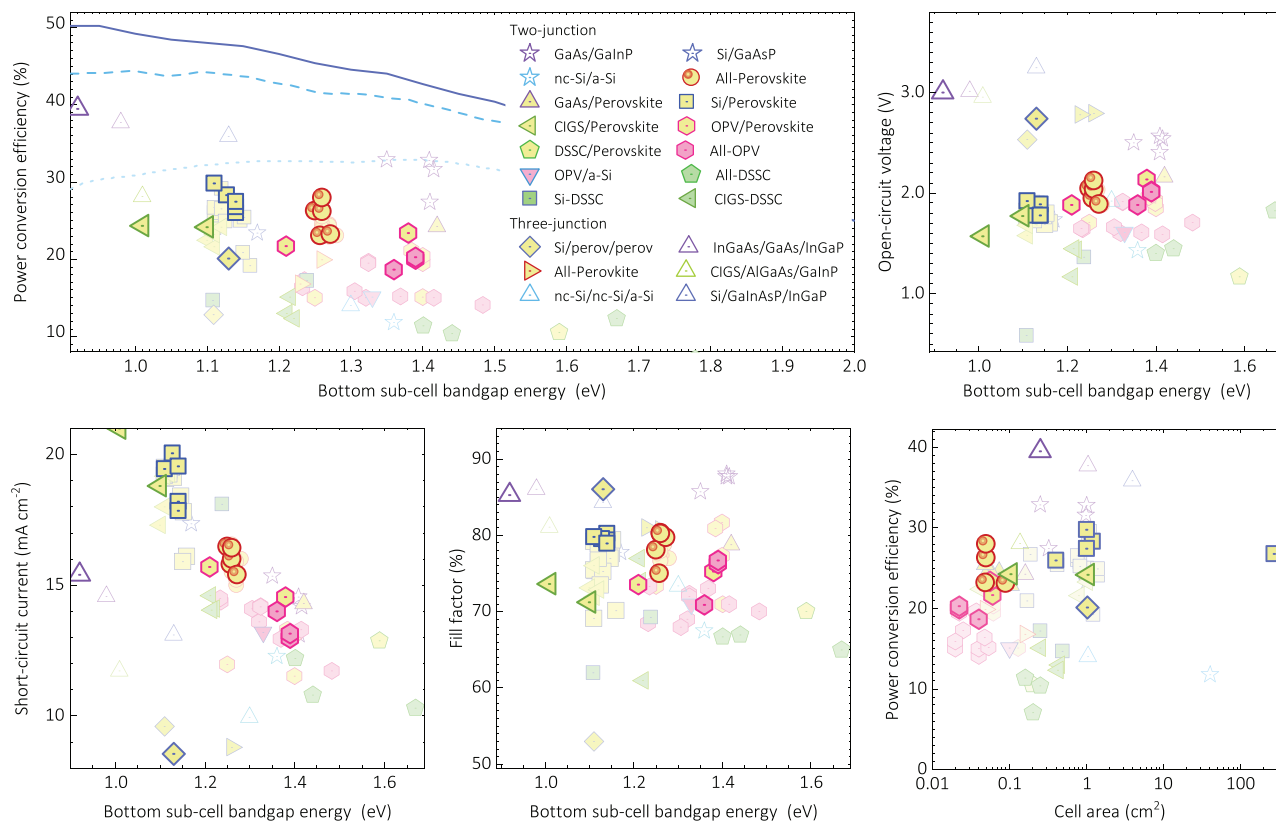 Power conversion efficiency (%)
50
40
30
20
10
1.0
1.1
1.2
1.3
1.4
1.5
1.6
1.7
1.8
1.9
2.0
Bottom sub-cell bandgap energy (eV)
Two-junction
GaAs/GaInP
Si/GaAsP
nc-Si/a-Si
All-Perovskite
GaAs/Perovskite
Si/Perovskite
CIGS/Perovskite
OPV/Perovskite
DSSC/Perovskite
All-OPV
OPV/a-Si
All-DSSC
Si-DSSC
CIGS-DSSC
Three-junction
Si/perov/perov
InGaAs/GaAs/InGaP
All-Perovkite
CIGS/AlGaAs/GaInP
nc-Si/nc-Si/a-Si
Si/GaInAsP/InGaP
Open-circuit voltage (V)
3.0
2.0
1.0
1.0
1.2
1.4
1.6
Bottom sub-cell bandgap energy (eV)
Short-circuit current (mA cm⁻²)
20
15
10
1.0
1.2
1.4
1.6
Bottom sub-cell bandgap energy (eV)
Fill factor (%)
90
80
70
60
50
1.0
1.2
1.4
1.6
Bottom sub-cell bandgap energy (eV)
Power conversion efficiency (%)
40
30
20
10
0
0.01
0.1
1
10
100
Cell area (cm²)